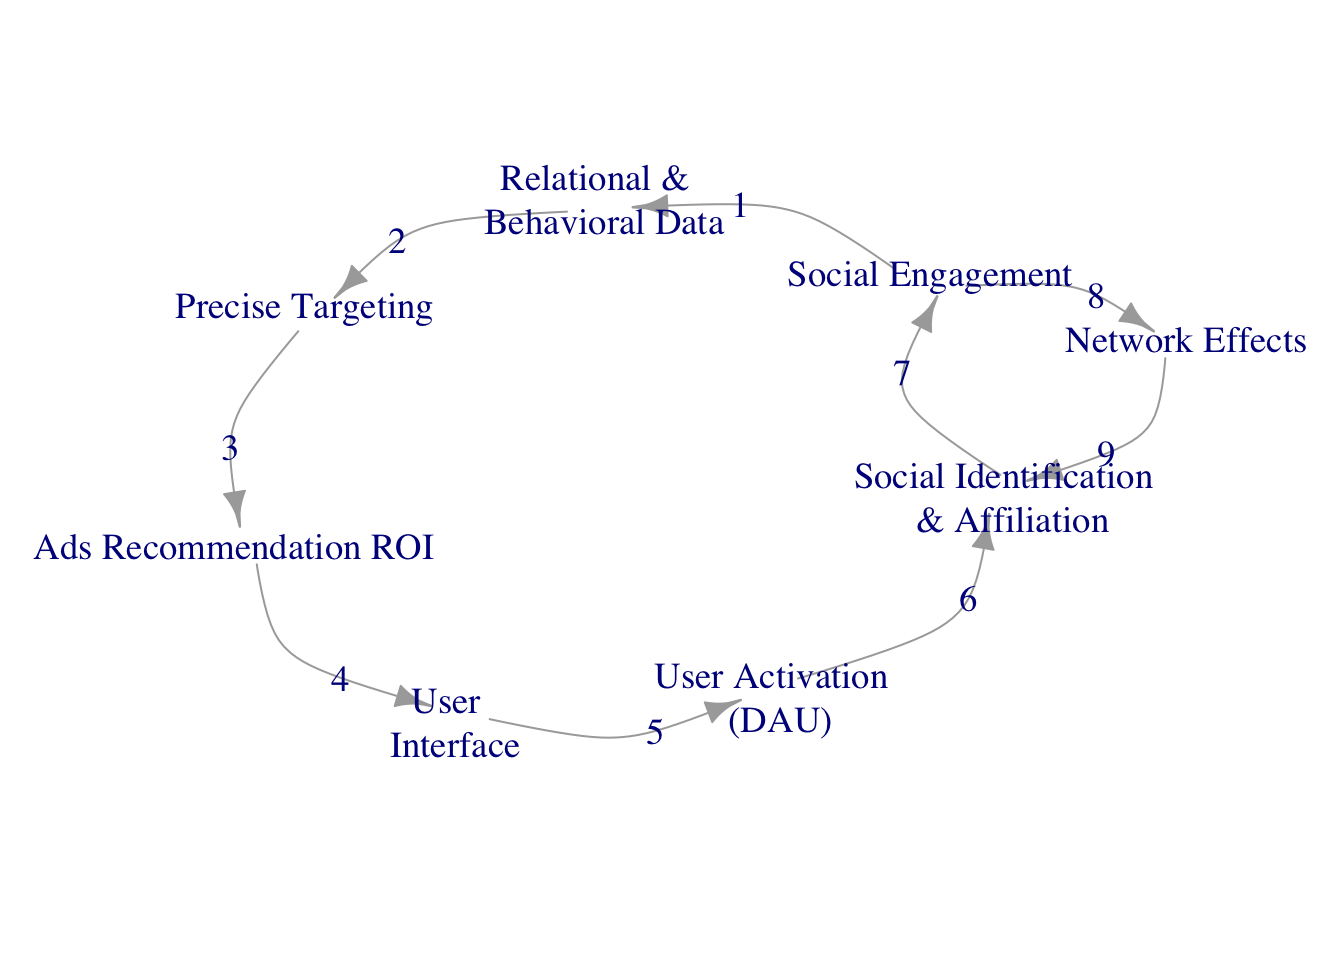 Relational &
Behavioral Data
1
2
Social Engagement
8
Precise Targeting
Network Effects
7
3
9
Social Identification
& Affiliation
Ads Recommendation ROI
6
4
User Activation
(DAU)
User
Interface
5